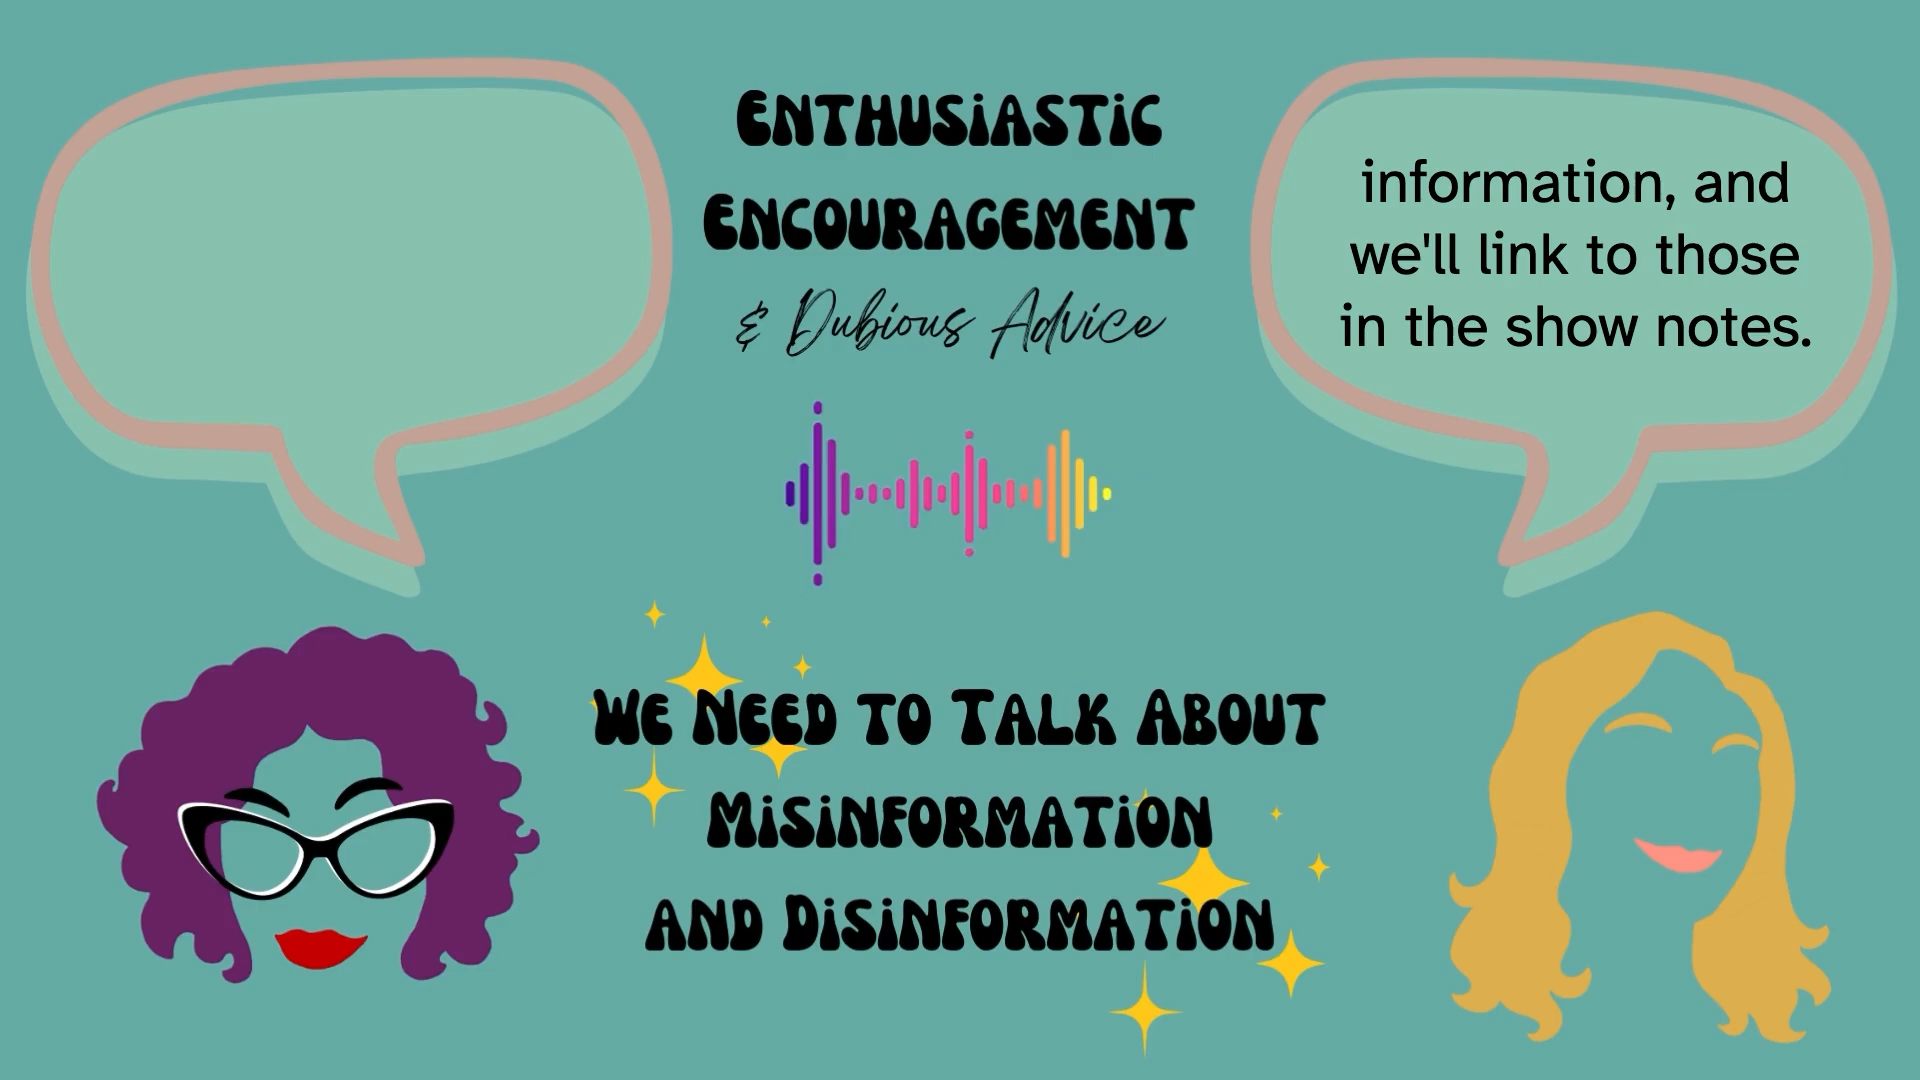 Enthusiastic
Encouragement
& Dubious Advice
information, and
we'll link to those
in the show notes.
We Need to Talk About
Misinformation
and Disinformation